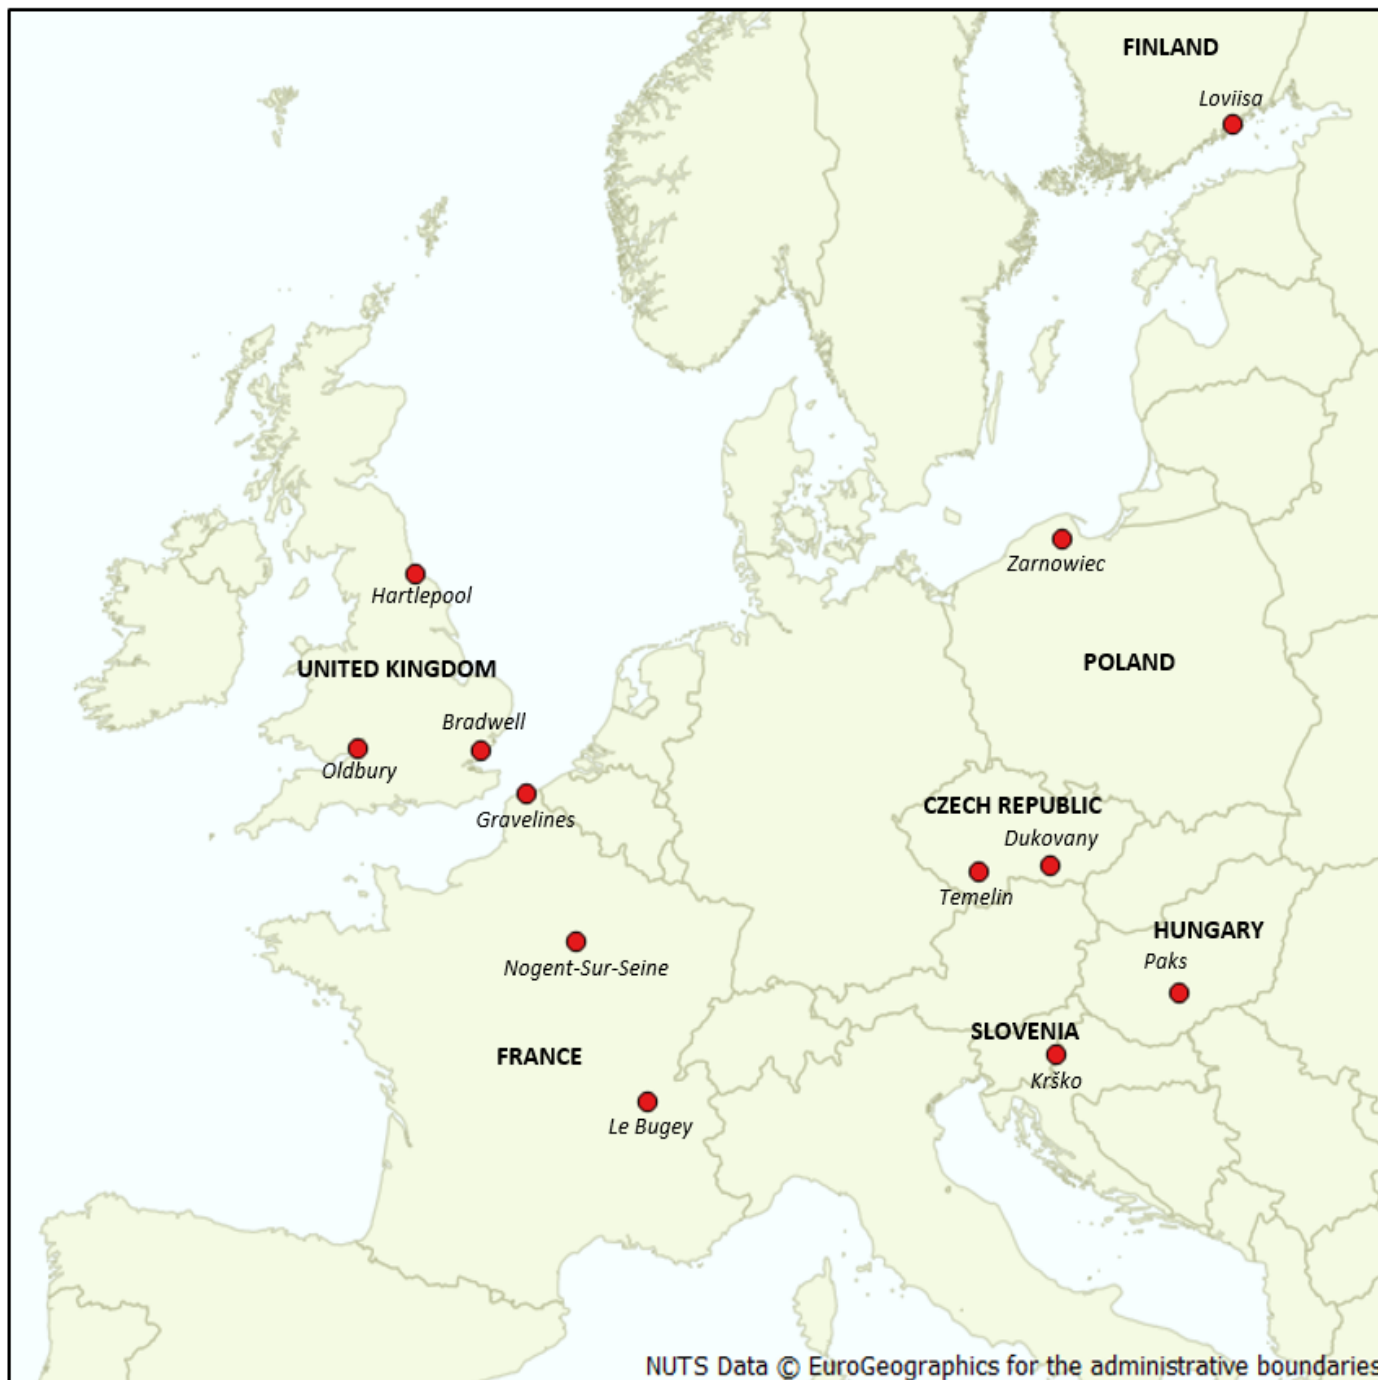 FINLAND
Loviisa
Zarnowiec
Hartlepool
POLAND
UNITED KINGDOM
Bradwell
Oldbury
Gravelines
CZECH REPUBLIC
Dukovany
Temelin
HUNGARY
Paks
Nogent-Sur-Seine
SLOVENIA
FRANCE
Krško
Le Bugey
NUTS Data © EuroGeographics for the administrative boundaries